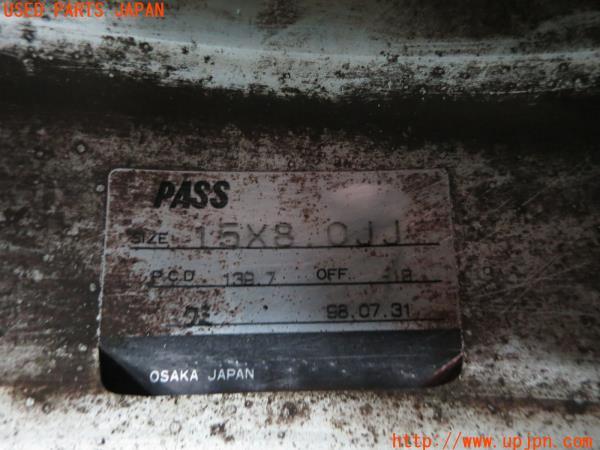 USED PARTS JAPAN
PASS
SIZE 15X8.0JJ
P.C.D 139.7 OFF -18
98.07.31
OSAKA JAPAN
http://www.upjpn.com/